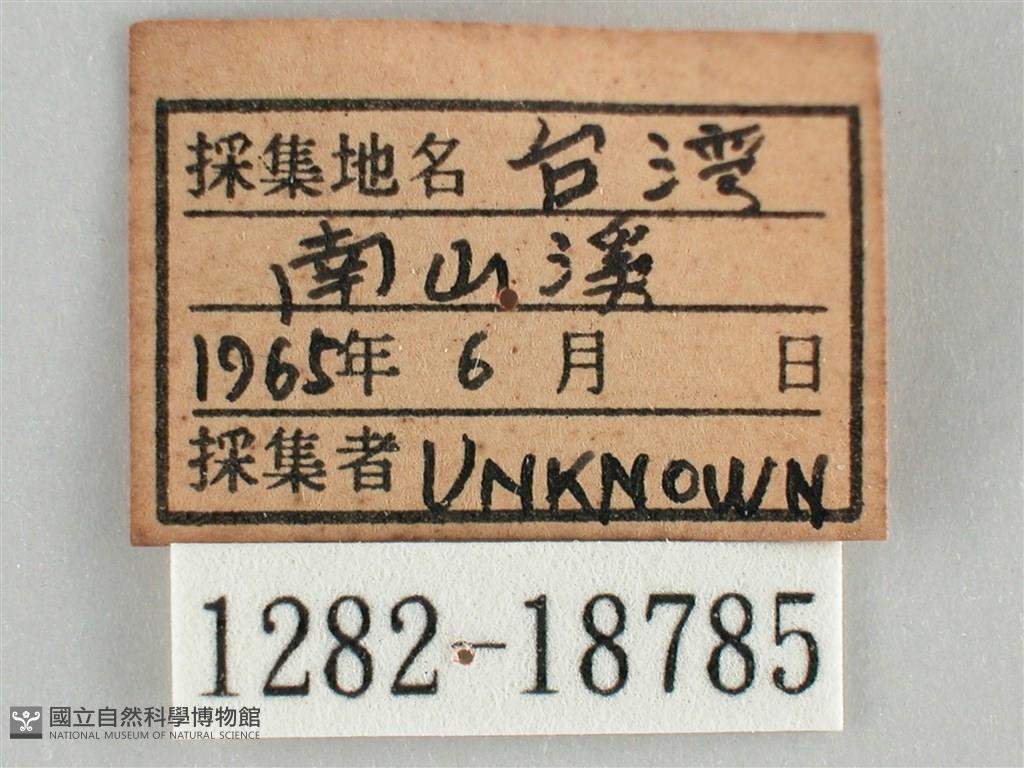 採集地名 台湾
南山溪
1965年 6 月 日
採集者 UNKNOWN
1282-18785
國立自然科學博物館
NATIONAL MUSEUM OF NATURAL SCIENCE